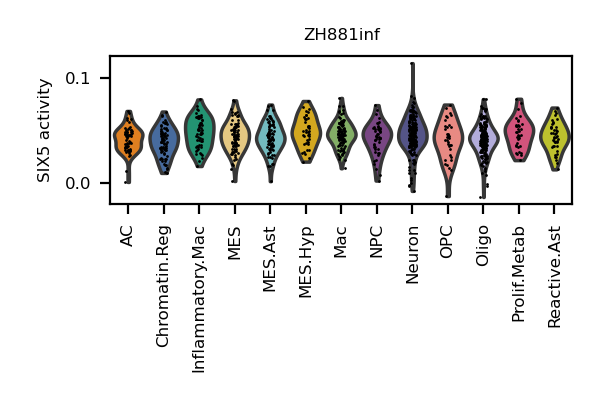 ZH881inf
SIX5 activity
0.1
0.0
AC
Chromatin.Reg
Inflammatory.Mac
MES
MES.Ast
MES.Hyp
Mac
NPC
Neuron
OPC
Oligo
Prolif.Metab
Reactive.Ast